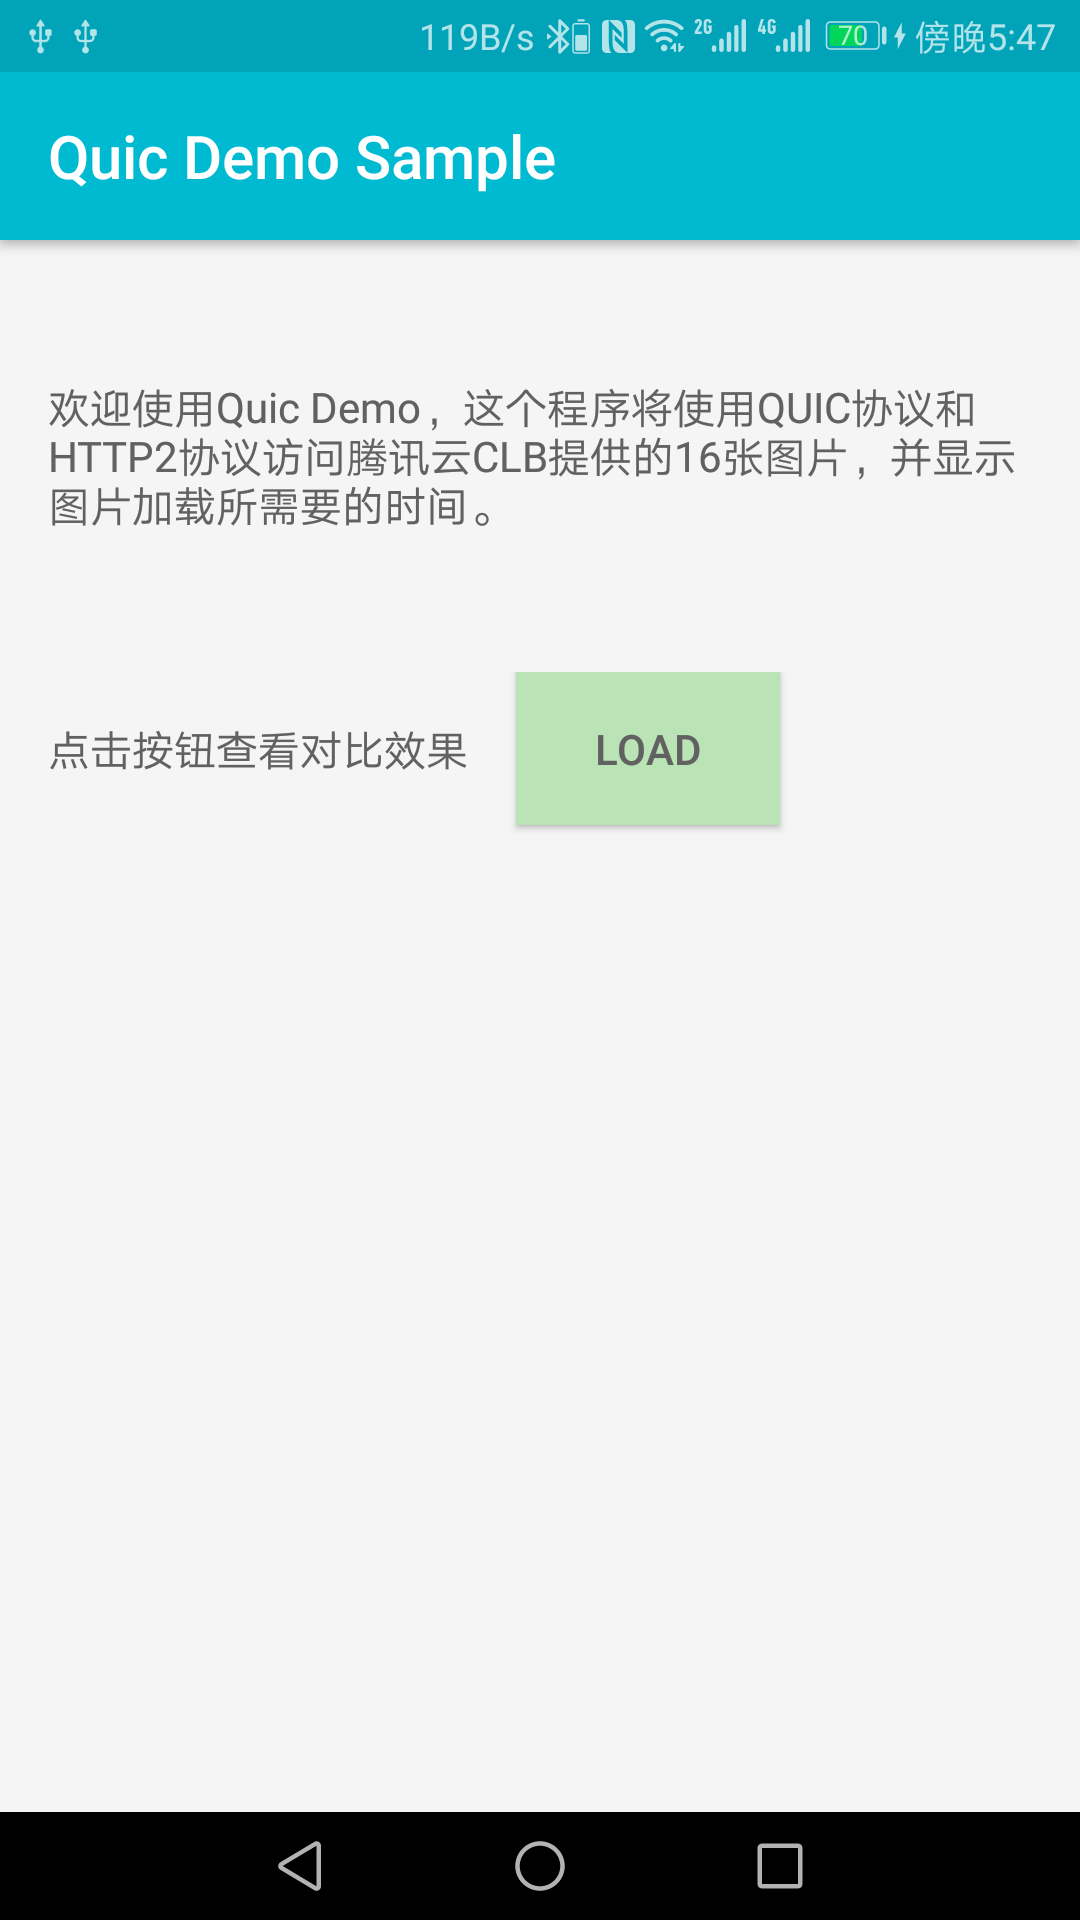 119B/s 2G 4G 70 傍晚5:47
Quic Demo Sample
欢迎使用Quic Demo，这个程序将使用QUIC协议和
HTTP2协议访问腾讯云CLB提供的16张图片，并显示
图片加载所需要的时间。
点击按钮查看对比效果 LOAD